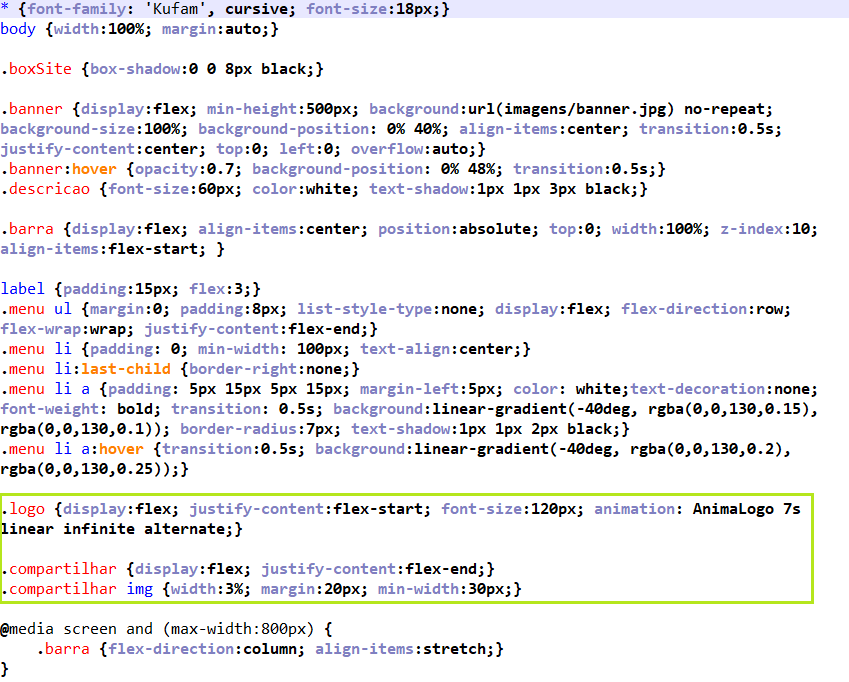 * {font-family: 'Kufam', cursive; font-size:18px;}
body {width:100%; margin:auto;}
.boxSite {box-shadow:0 0 8px black;}
.banner {display:flex; min-height:500px; background:url(imagens/banner.jpg) no-repeat;
background-size:100%; background-position: 0% 40%; align-items:center; transition:0.5s;
justify-content:center; top:0; left:0; overflow:auto;}
.banner:hover {opacity:0.7; background-position: 0% 48%; transition:0.5s;}
.descricao {font-size:60px; color:white; text-shadow:1px 1px 3px black;}
.barra {display:flex; align-items:center; position:absolute; top:0; width:100%; z-index:10;
align-items:flex-start; }
label {padding:15px; flex:3;}
.menu ul {margin:0; padding:8px; list-style-type:none; display:flex; flex-direction:row;
flex-wrap:wrap; justify-content:flex-end;}
.menu li {padding: 0; min-width: 100px; text-align:center;}
.menu li:last-child {border-right:none;}
.menu li a {padding: 5px 15px 5px 15px; margin-left:5px; color: white;text-decoration:none;
font-weight: bold; transition: 0.5s; background:linear-gradient(-40deg, rgba(0,0,130,0.15),
rgba(0,0,130,0.1)); border-radius:7px; text-shadow:1px 1px 2px black;}
.menu li a:hover {transition:0.5s; background:linear-gradient(-40deg, rgba(0,0,130,0.2),
rgba(0,0,130,0.25));}
.logo {display:flex; justify-content:flex-start; font-size:120px; animation: AnimaLogo 7s
linear infinite alternate;}
.compartilhar {display:flex; justify-content:flex-end;}
.compartilhar img {width:3%; margin:20px; min-width:30px;}
@media screen and (max-width:800px) {
.barra {flex-direction:column; align-items:stretch;}
}